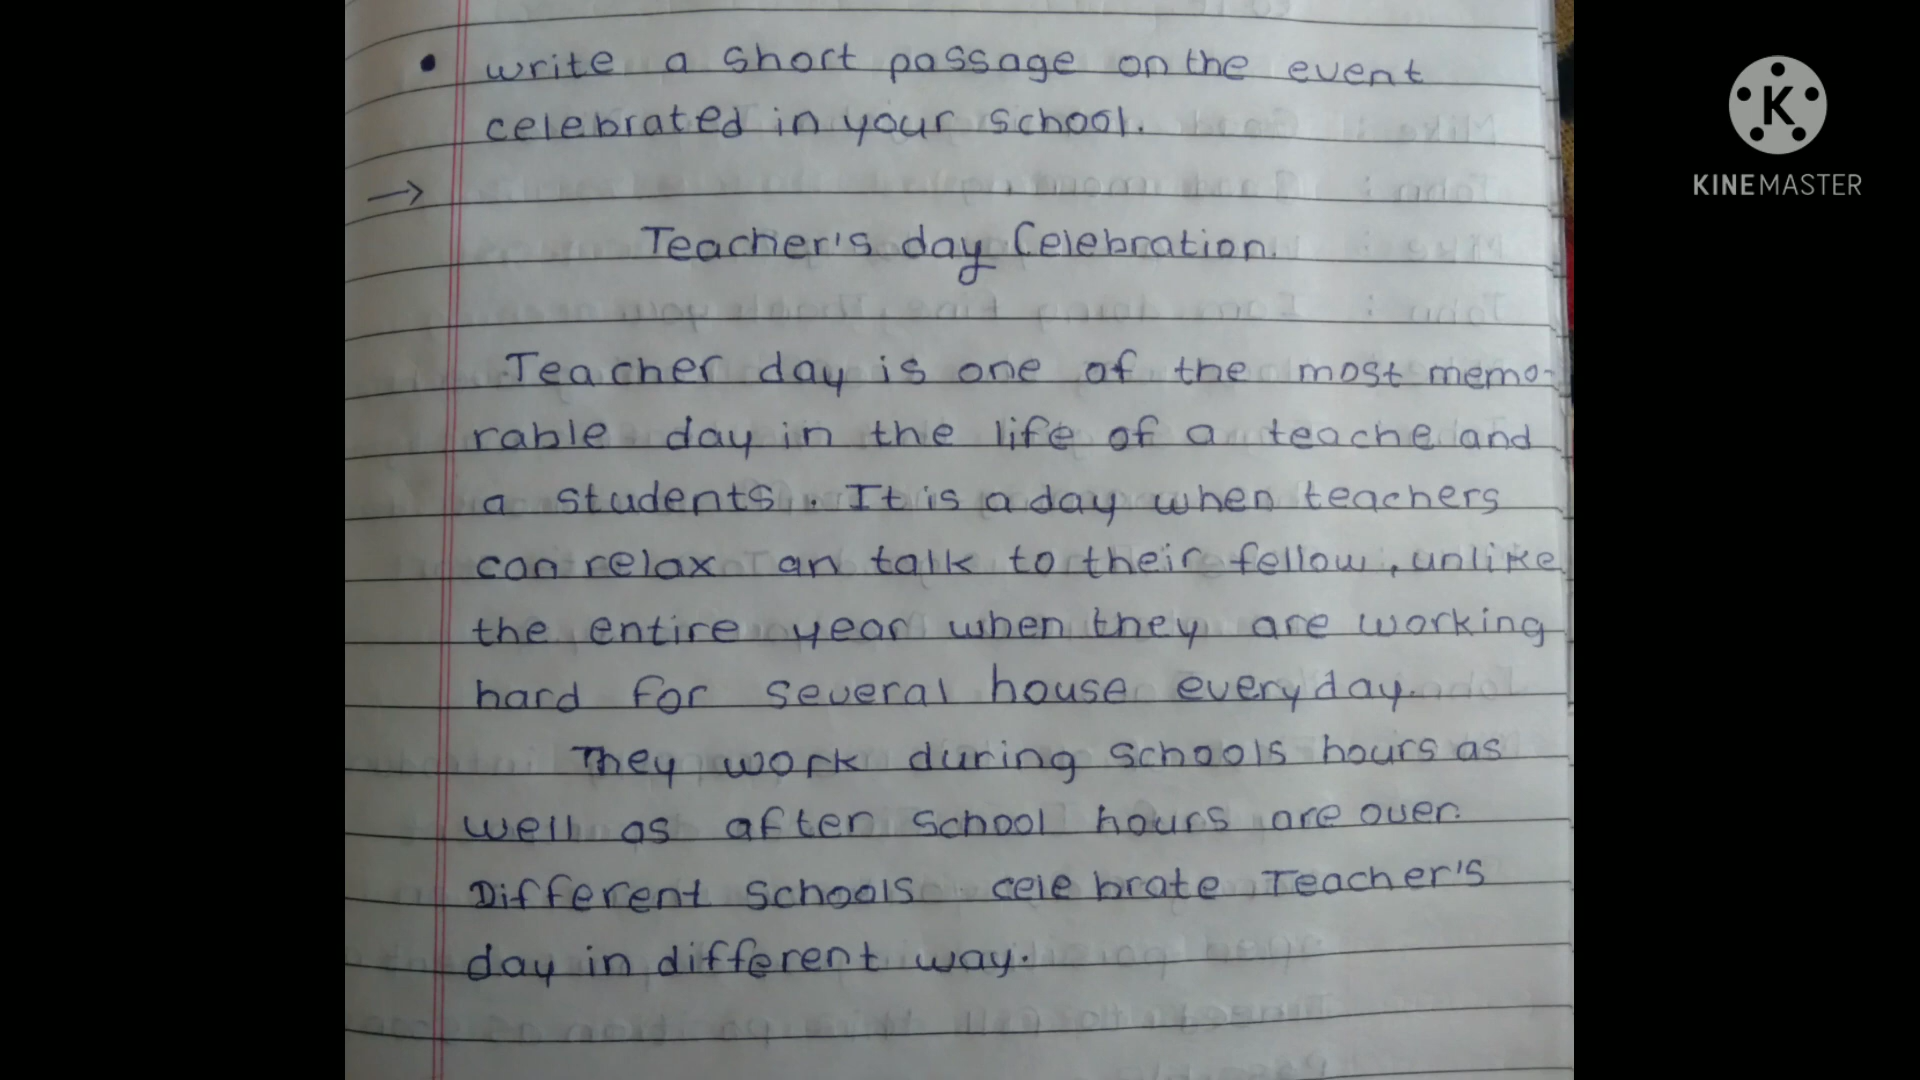 • write a short passage on the event
celebrated in your school.
→
Teacher's day Celebration.
Teacher day is one of the most memo-
rable day in the life of a teache and
a students. It is a day when teachers
can relax an talk to their fellow, unlike
the entire year when they are working
hard for several house everyday.
They work during schools hours as
well as after school hours are over.
Different schools celebrate Teacher's
day in different way.
K
KINEMASTER